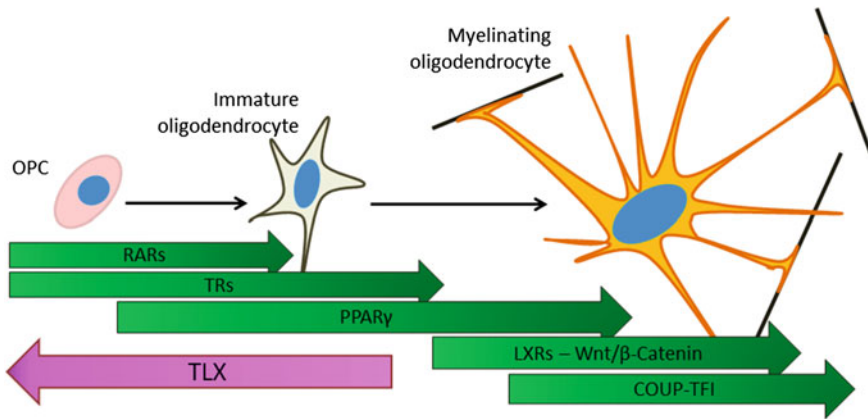 Myelinating
oligodendrocyte
Immature
oligodendrocyte
OPC
RARs
TRs
PPARγ
LXRs – Wnt/β-Catenin
TLX
COUP-TFI